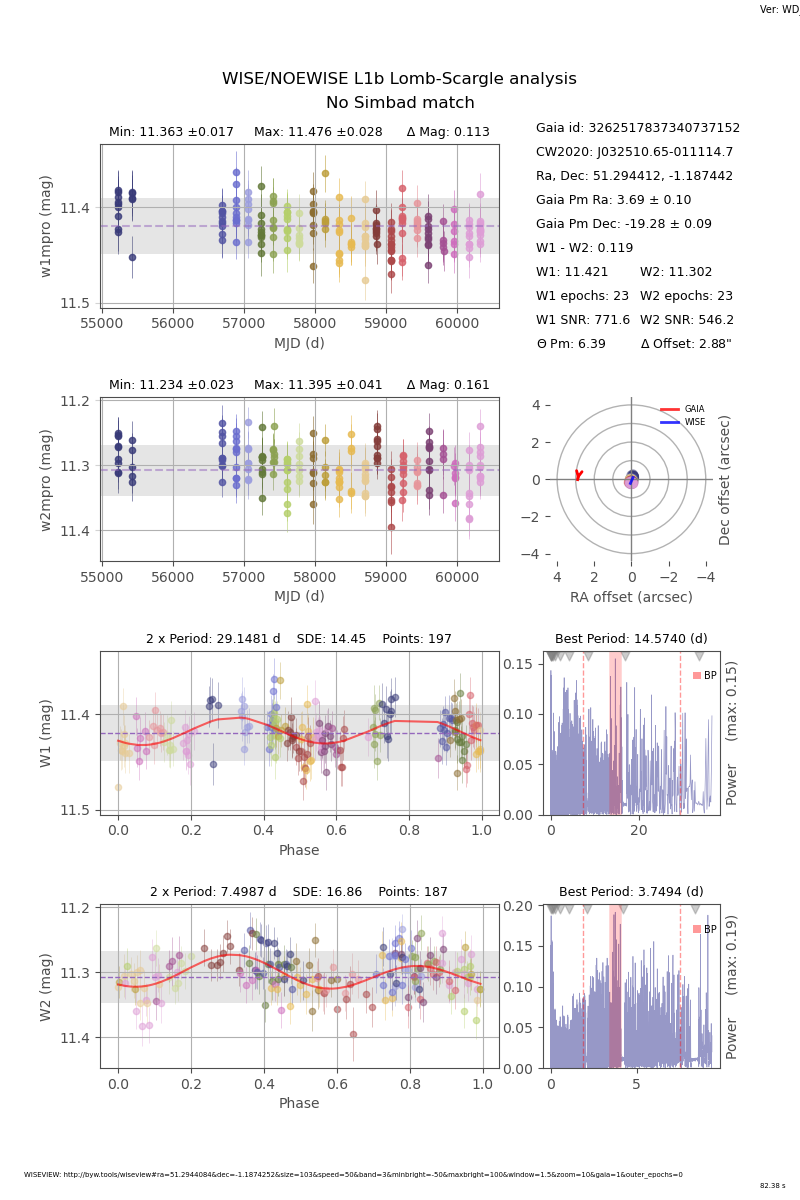 Ver: WD_
WISE/NOEWISE L1b Lomb-Scargle analysis
No Simbad match
Min: 11.363 ±0.017 Max: 11.476 ±0.028 Δ Mag: 0.113
w1mpro (mag)
11.4
11.5
55000 56000 57000 58000 59000 60000
MJD (d)
Gaia id: 3262517837340737152
CW2020: J032510.65-011114.7
Ra, Dec: 51.294412, -1.187442
Gaia Pm Ra: 3.69 ± 0.10
Gaia Pm Dec: -19.28 ± 0.09
W1 - W2: 0.119
W1: 11.421 W2: 11.302
W1 epochs: 23 W2 epochs: 23
W1 SNR: 771.6 W2 SNR: 546.2
Θ Pm: 6.39 Δ Offset: 2.88"
Min: 11.234 ±0.023 Max: 11.395 ±0.041 Δ Mag: 0.161
w2mpro (mag)
11.2
11.3
11.4
55000 56000 57000 58000 59000 60000
MJD (d)
GAIA
WISE
4
2
0
−2
−4
4 2 0 −2 −4
RA offset (arcsec)
Dec offset (arcsec)
2 x Period: 29.1481 d SDE: 14.45 Points: 197
W1 (mag)
11.4
11.5
0.0 0.2 0.4 0.6 0.8 1.0
Phase
Best Period: 14.5740 (d)
BP
0.15
0.10
0.05
0.00
0 20
Power (max: 0.15)
2 x Period: 7.4987 d SDE: 16.86 Points: 187
W2 (mag)
11.2
11.3
11.4
0.0 0.2 0.4 0.6 0.8 1.0
Phase
Best Period: 3.7494 (d)
BP
0.20
0.15
0.10
0.05
0.00
0 5
Power (max: 0.19)
WISEVIEW: http://byw.tools/wiseview#ra=51.2944084&dec=-1.1874252&size=103&speed=50&band=3&minbright=-50&maxbright=100&window=1.5&zoom=10&gaia=1&outer_epochs=0
82.38 s